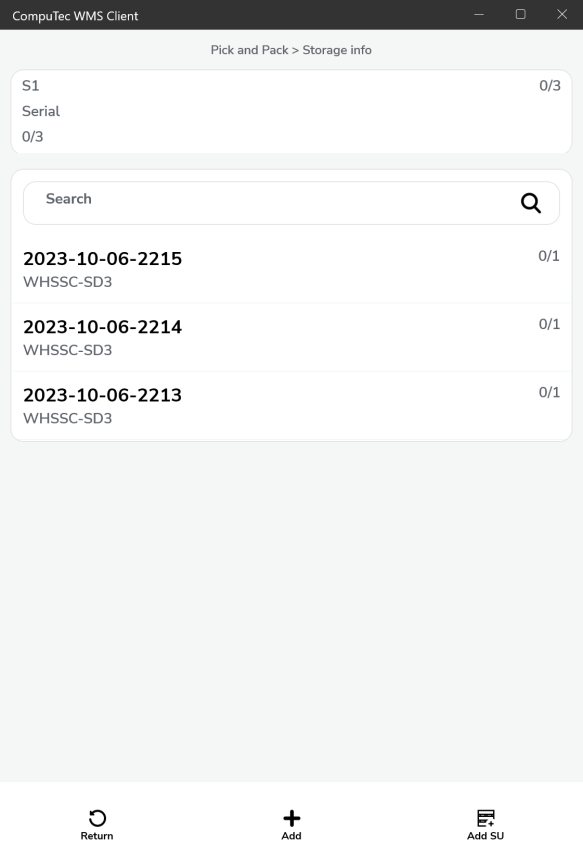 CompuTec WMS Client
Pick and Pack > Storage info
S1 0/3
Serial
0/3
Search
2023-10-06-2215 0/1
WHSSC-SD3
2023-10-06-2214 0/1
WHSSC-SD3
2023-10-06-2213 0/1
WHSSC-SD3
Return Add Add SU